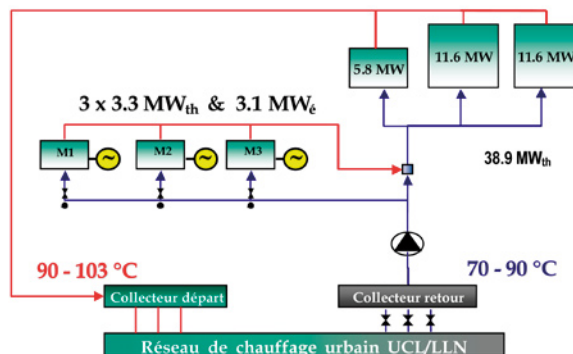 5.8 MW
11.6 MW
11.6 MW
3 x 3.3 MWth & 3.1 MWé
M1
M2
M3
~
~
~
38.9 MWth
90 - 103 °C
70 - 90 °C
Collecteur départ
Collecteur retour
Réseau de chauffage urbain UCL/LLN